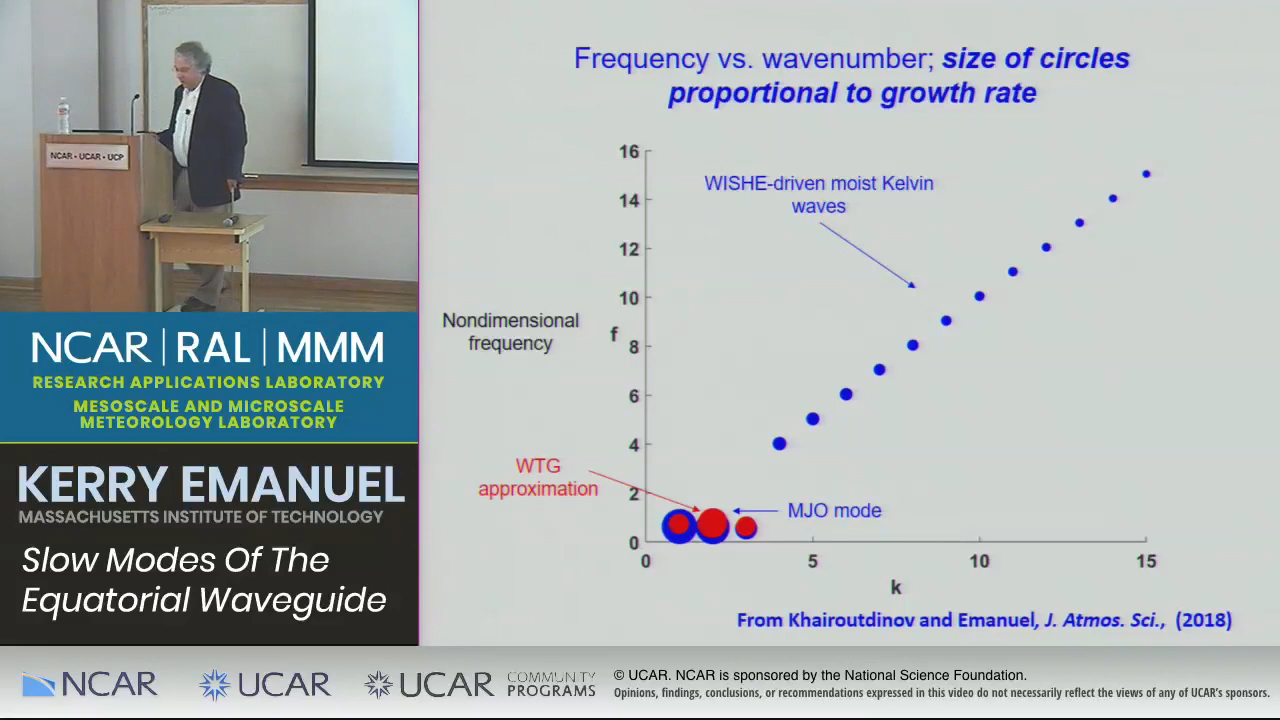 NCAR • UCAR • UCP
NCAR | RAL | MMM
RESEARCH APPLICATIONS LABORATORY
MESOSCALE AND MICROSCALE
METEOROLOGY LABORATORY
KERRY EMANUEL
MASSACHUSETTS INSTITUTE OF TECHNOLOGY
Slow Modes Of The
Equatorial Waveguide
Frequency vs. wavenumber; size of circles
proportional to growth rate
16
14
12
10
8
6
4
2
0
Nondimensional
frequency
f
WISHE-driven moist Kelvin
waves
WTG
approximation
MJO mode
0
5
10
15
k
From Khairoutdinov and Emanuel, J. Atmos. Sci., (2018)
NCAR
UCAR
UCAR
COMMUNITY
PROGRAMS
© UCAR. NCAR is sponsored by the National Science Foundation.
Opinions, findings, conclusions, or recommendations expressed in this video do not necessarily reflect the views of any of UCAR's sponsors.